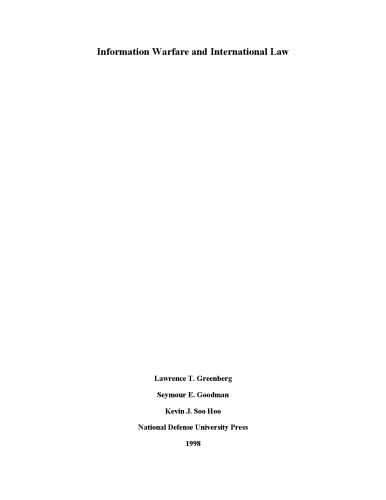 Information Warfare and International Law
Lawrence T. Greenberg
Seymour E. Goodman
Kevin J. Soo Hoo
National Defense University Press
1998